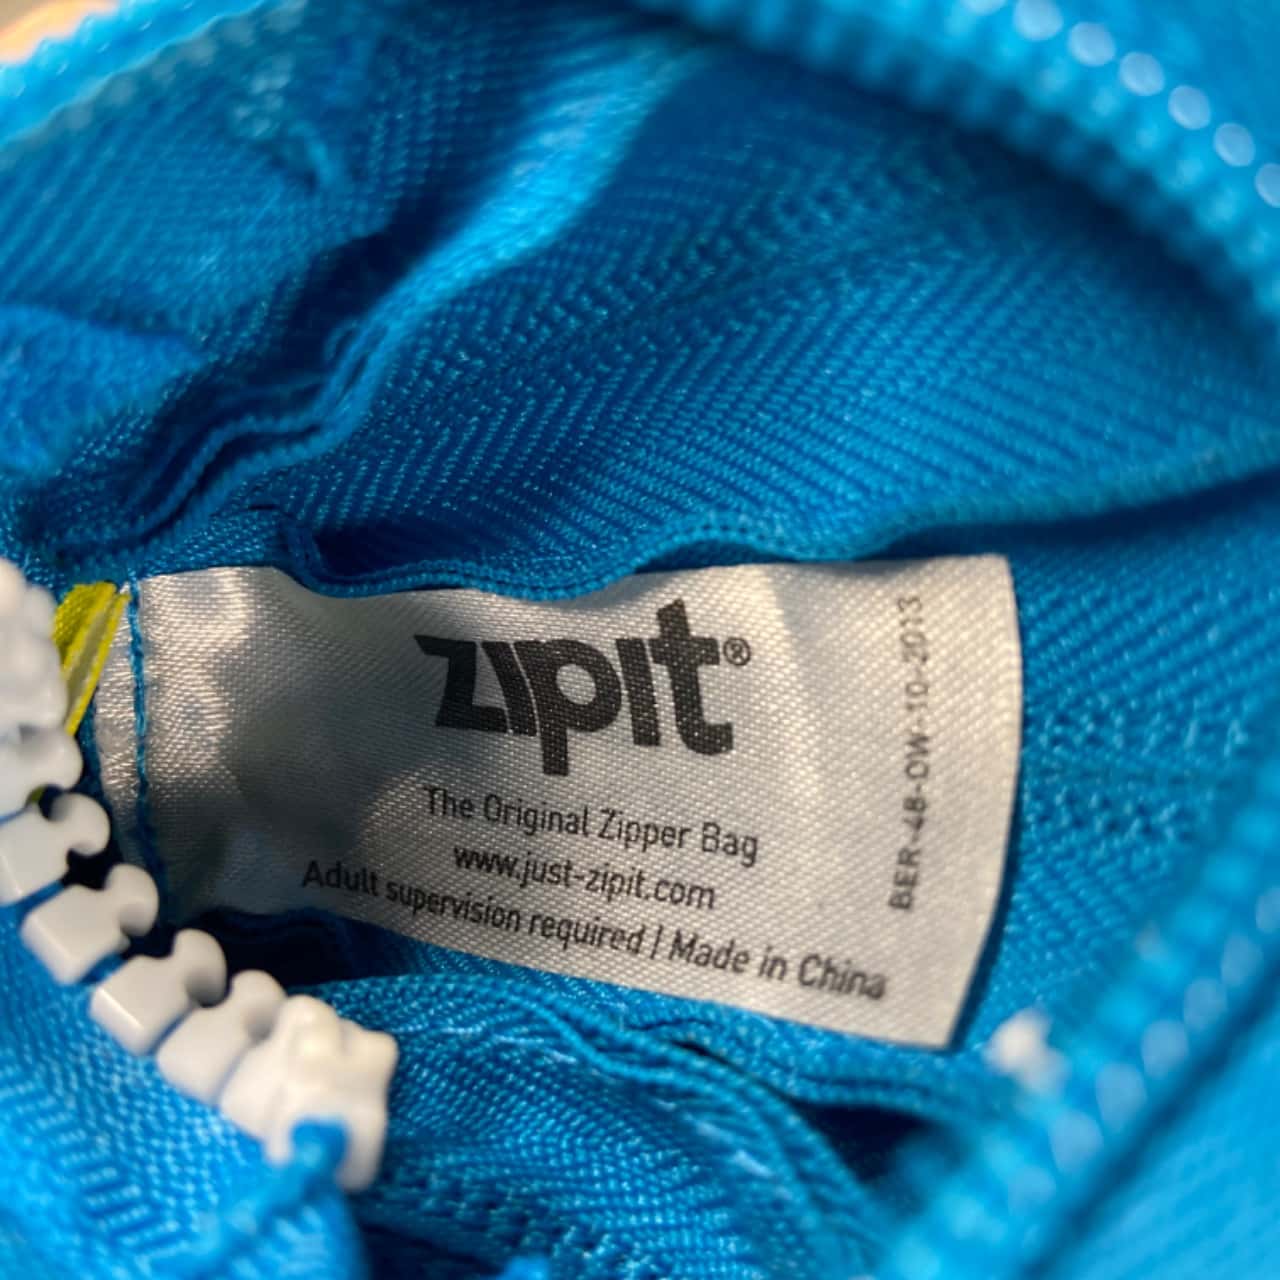 zipit®
The Original Zipper Bag
www.just-zipit.com
Adult supervision required | Made in China
BER-48-OW-10-2013